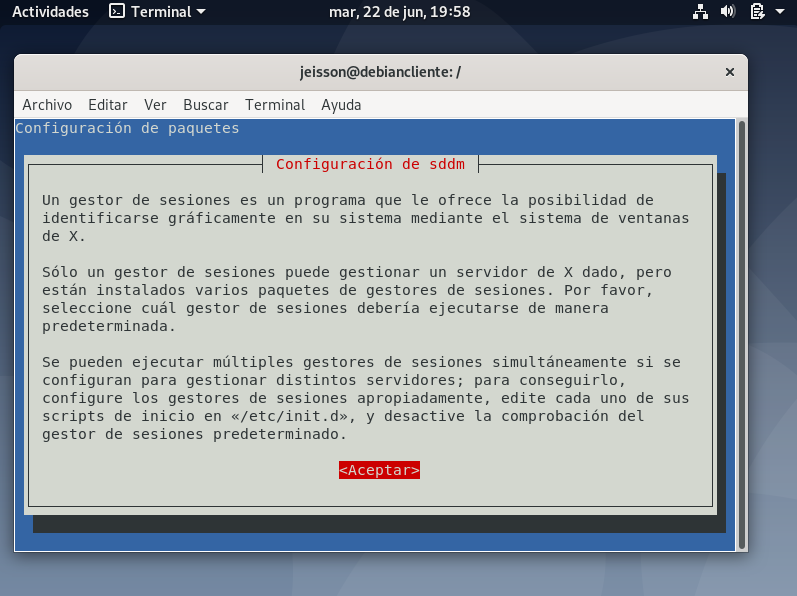 Actividades Terminal mar, 22 de jun, 19:58
jeisson@debiancliente: /
Archivo Editar Ver Buscar Terminal Ayuda
Configuración de paquetes
Configuración de sddm
Un gestor de sesiones es un programa que le ofrece la posibilidad de
identificarse gráficamente en su sistema mediante el sistema de ventanas
de X.
Sólo un gestor de sesiones puede gestionar un servidor de X dado, pero
están instalados varios paquetes de gestores de sesiones. Por favor,
seleccione cuál gestor de sesiones debería ejecutarse de manera
predeterminada.
Se pueden ejecutar múltiples gestores de sesiones simultáneamente si se
configuran para gestionar distintos servidores; para conseguirlo,
configure los gestores de sesiones apropiadamente, edite cada uno de sus
scripts de inicio en «/etc/init.d», y desactive la comprobación del
gestor de sesiones predeterminado.
<Aceptar>